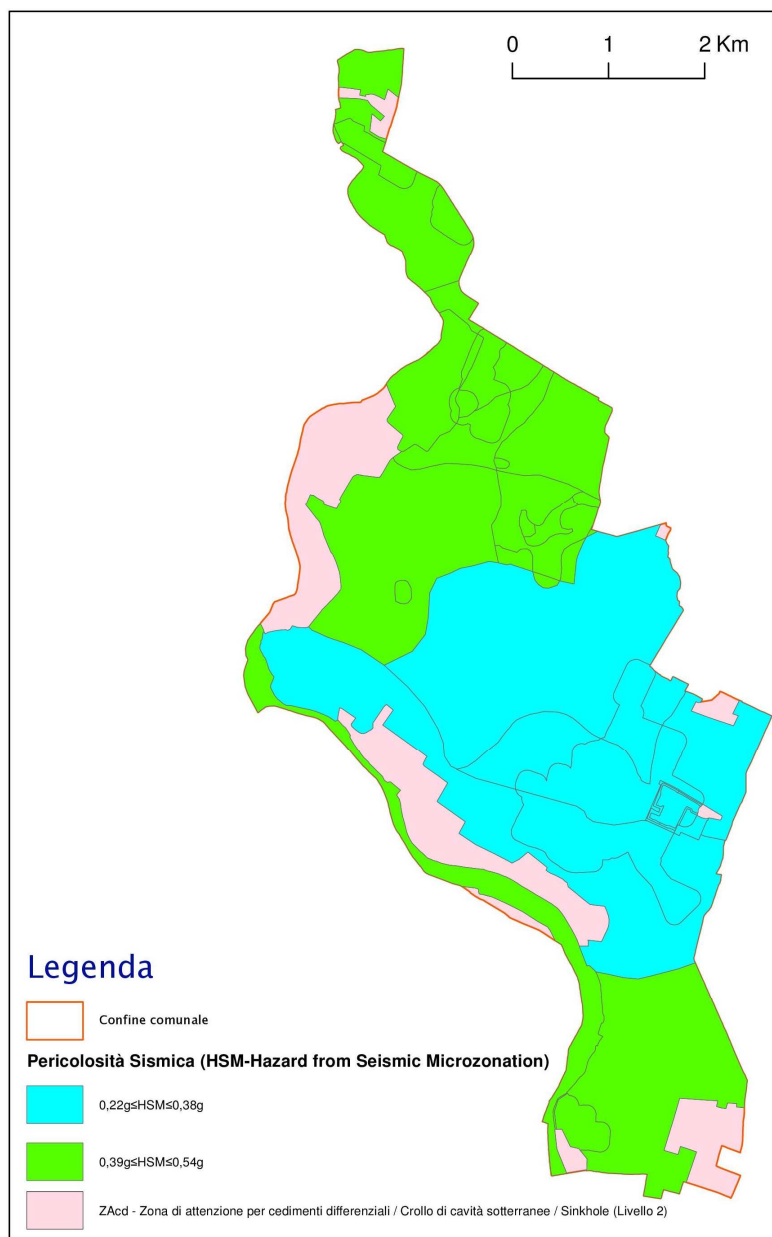 0 1 2 Km
Legenda
Confine comunale
Pericolosità Sismica (HSM-Hazard from Seismic Microzonation)
0,22g≤HSM≤0,38g
0,39g≤HSM≤0,54g
ZAcd - Zona di attenzione per cedimenti differenziali / Crollo di cavità sotterranee / Sinkhole (Livello 2)